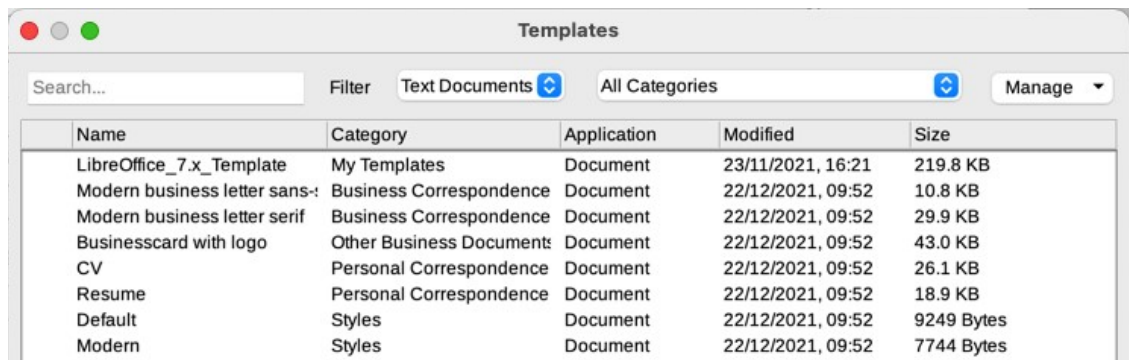 Templates
Search... Filter Text Documents All Categories Manage
Name Category Application Modified Size
LibreOffice_7.x_Template My Templates Document 23/11/2021, 16:21 219.8 KB
Modern business letter sans-s Business Correspondence Document 22/12/2021, 09:52 10.8 KB
Modern business letter serif Business Correspondence Document 22/12/2021, 09:52 29.9 KB
Businesscard with logo Other Business Documents Document 22/12/2021, 09:52 43.0 KB
CV Personal Correspondence Document 22/12/2021, 09:52 26.1 KB
Resume Personal Correspondence Document 22/12/2021, 09:52 18.9 KB
Default Styles Document 22/12/2021, 09:52 9249 Bytes
Modern Styles Document 22/12/2021, 09:52 7744 Bytes